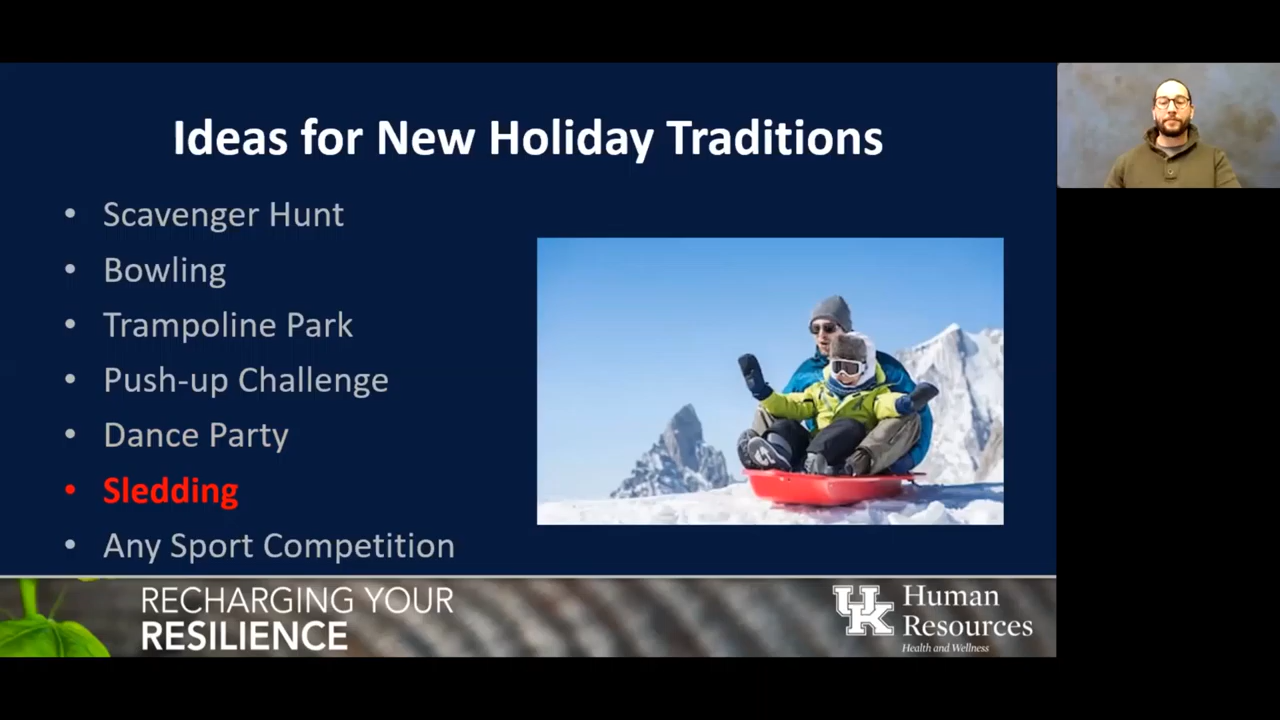 Ideas for New Holiday Traditions
• Scavenger Hunt
• Bowling
• Trampoline Park
• Push-up Challenge
• Dance Party
• Sledding
• Any Sport Competition
RECHARGING YOUR
RESILIENCE
UK Human
Resources
Health and Wellness